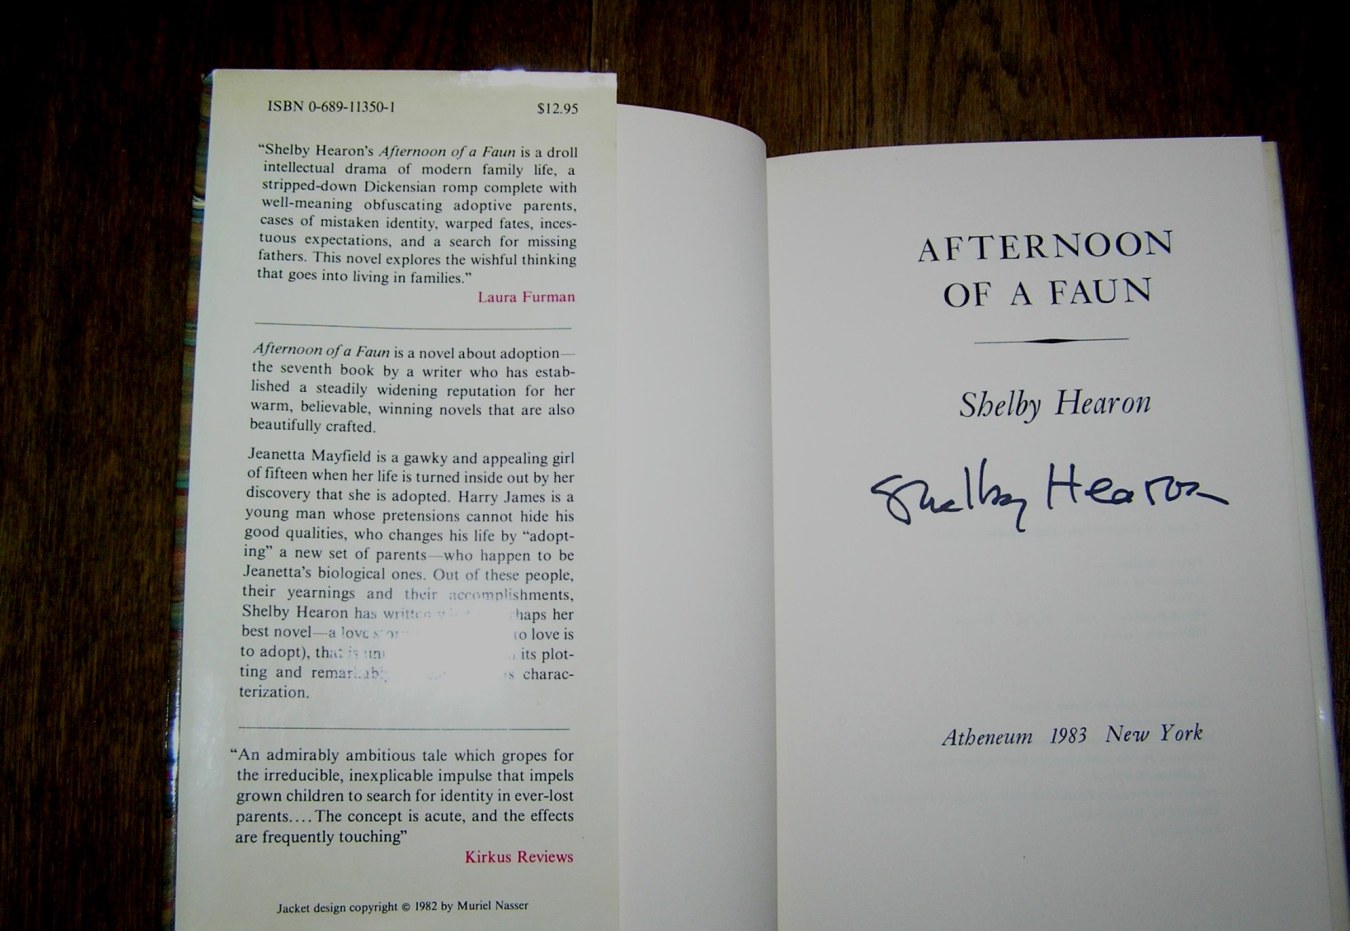 ISBN 0-689-11350-1 $12.95
“Shelby Hearon's Afternoon of a Faun is a droll
intellectual drama of modern family life, a
stripped-down Dickensian romp complete with
well-meaning obfuscating adoptive parents,
cases of mistaken identity, warped fates, inces-
tuous expectations, and a search for missing
fathers. This novel explores the wishful thinking
that goes into living in families.”
Laura Furman
Afternoon of a Faun is a novel about adoption—
the seventh book by a writer who has estab-
lished a steadily widening reputation for her
warm, believable, winning novels that are also
beautifully crafted.
Jeanetta Mayfield is a gawky and appealing girl
of fifteen when her life is turned inside out by her
discovery that she is adopted. Harry James is a
young man whose pretensions cannot hide his
good qualities, who changes his life by “adopt-
ing” a new set of parents—who happen to be
Jeanetta's biological ones. Out of these people,
their yearnings and their accomplishments,
Shelby Hearon has written her
best novel—a love to love is
to adopt), that is its plot-
ting and charac-
terization.
“An admirably ambitious tale which gropes for
the irreducible, inexplicable impulse that impels
grown children to search for identity in ever-lost
parents.... The concept is acute, and the effects
are frequently touching”
Kirkus Reviews
Jacket design copyright © 1982 by Muriel Nasser
AFTERNOON
OF A FAUN
Shelby Hearon
Shelby Hearon
Atheneum 1983 New York